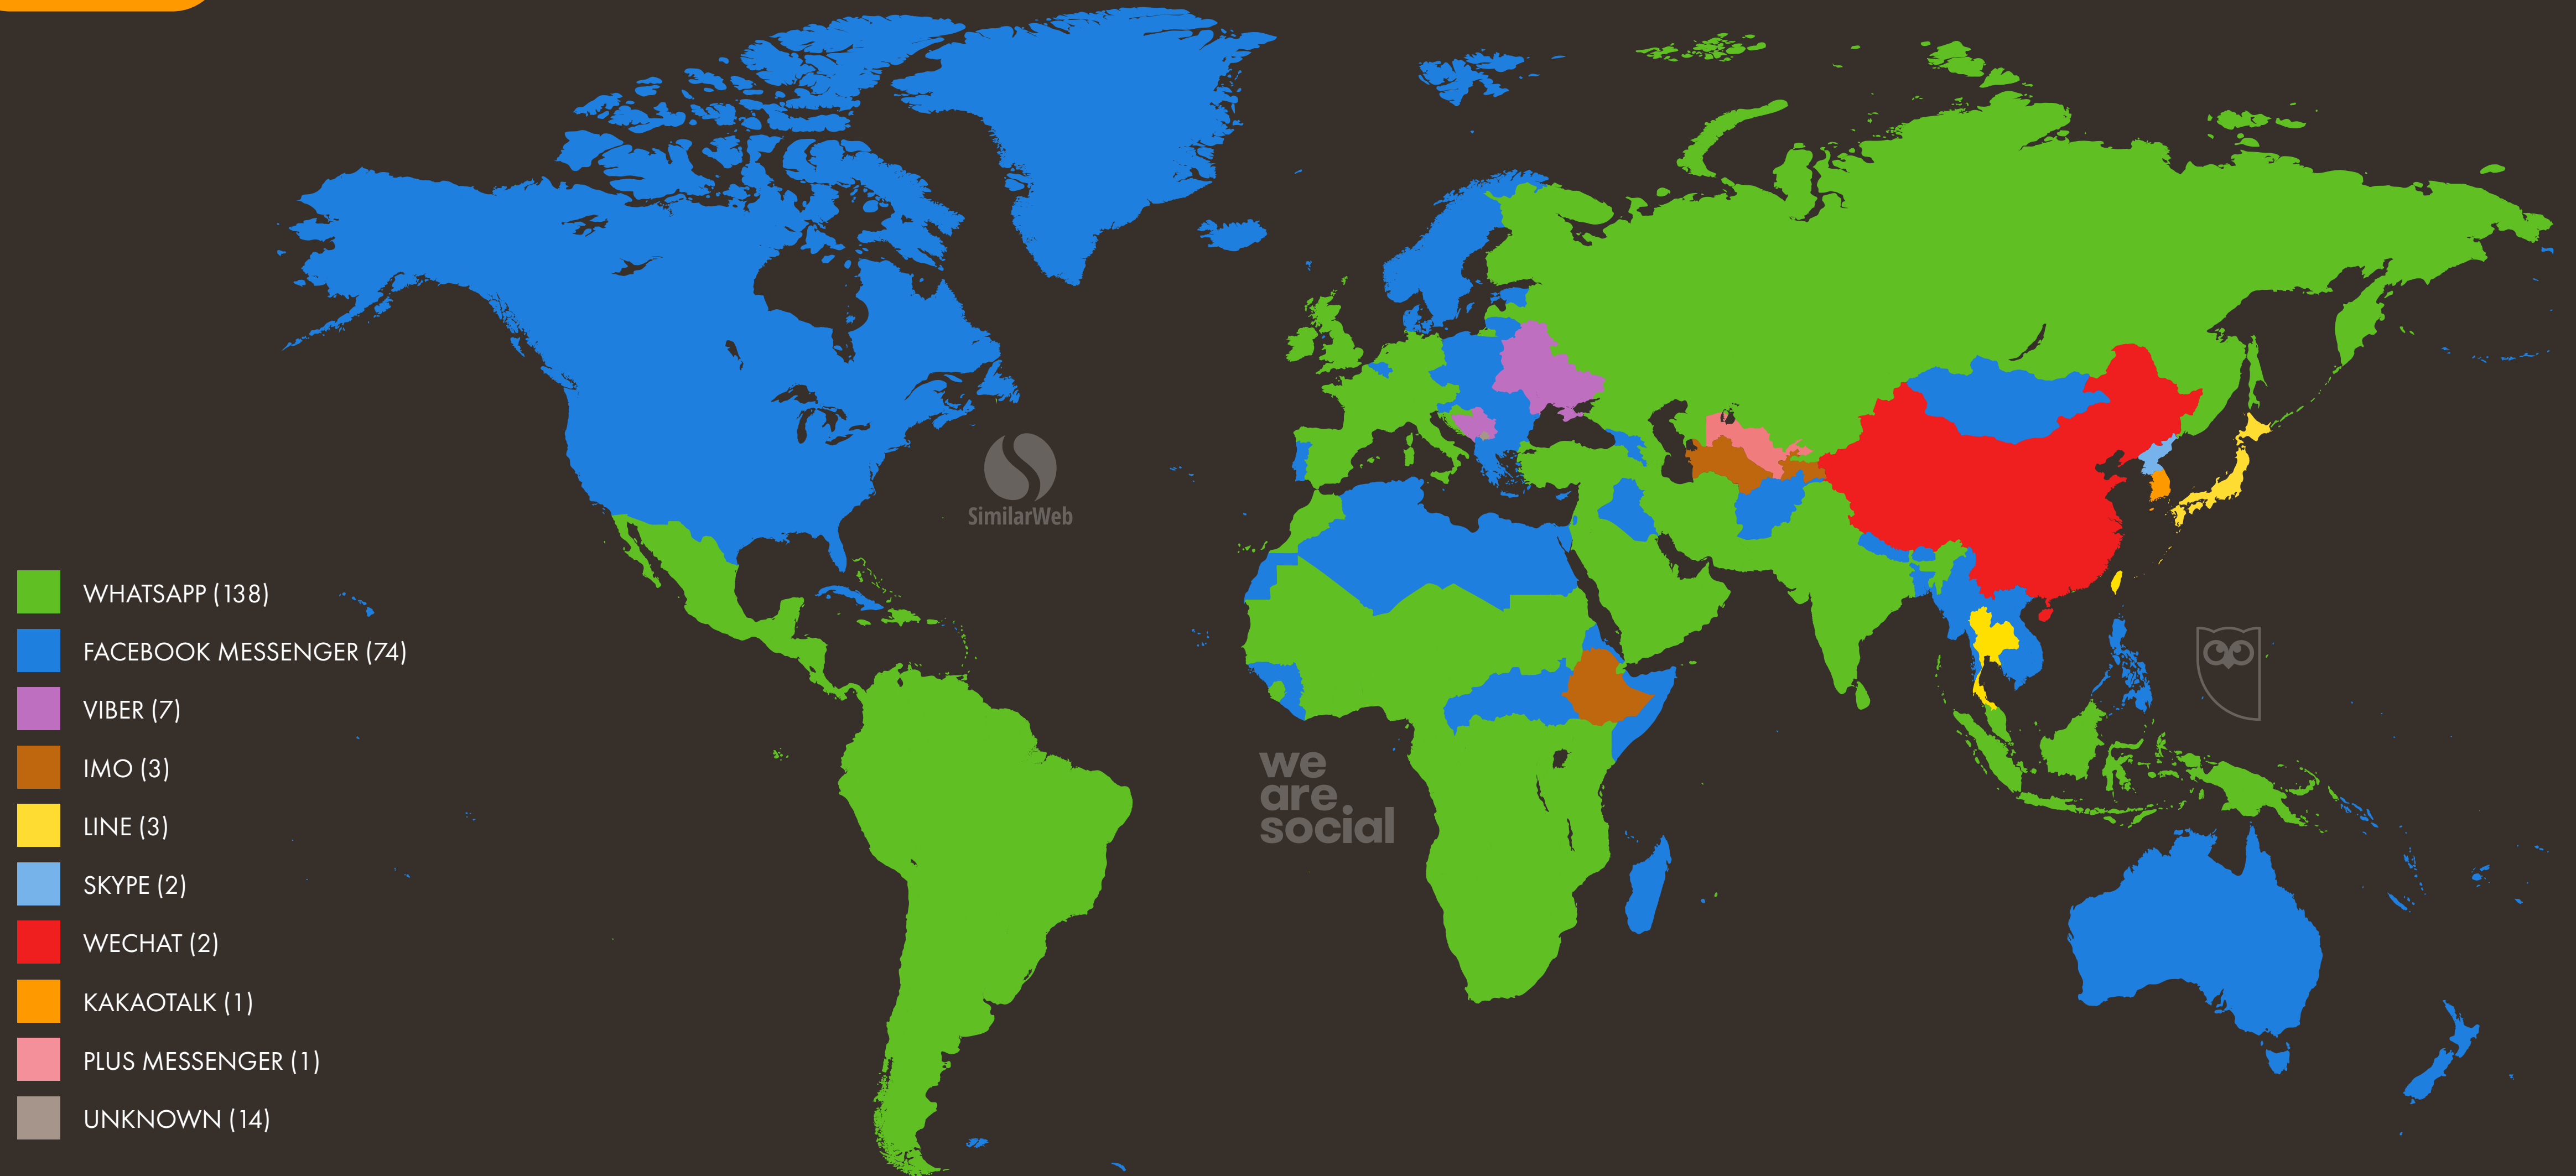 SimilarWeb
WHATSAPP (138)
FACEBOOK MESSENGER (74)
VIBER (7)
IMO (3)
LINE (3)
SKYPE (2)
WECHAT (2)
KAKAOTALK (1)
PLUS MESSENGER (1)
UNKNOWN (14)
we
are
social